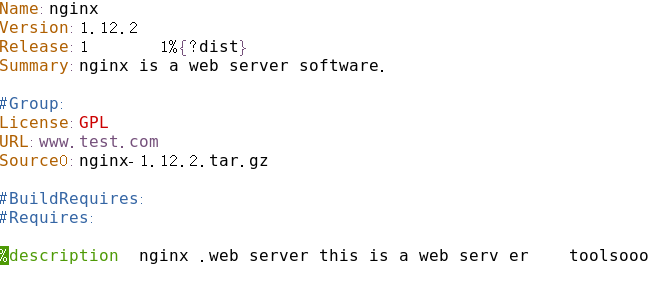 Name: nginx
Version: 1.12.2
Release: 1 1%{?dist}
Summary: nginx is a web server software.
#Group:
License: GPL
URL: www.test.com
Source0: nginx-1.12.2.tar.gz
#BuildRequires:
#Requires:
%description nginx .web server this is a web serv er toolsooo